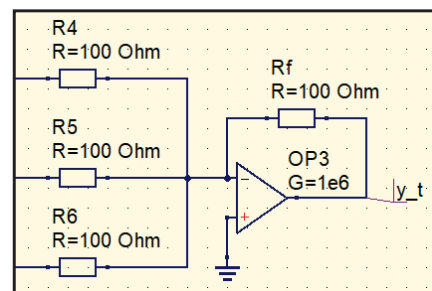 R4
R=100 Ohm
Rf
R=100 Ohm
R5
R=100 Ohm
OP3
G=1e6
-
+
y_t
R6
R=100 Ohm